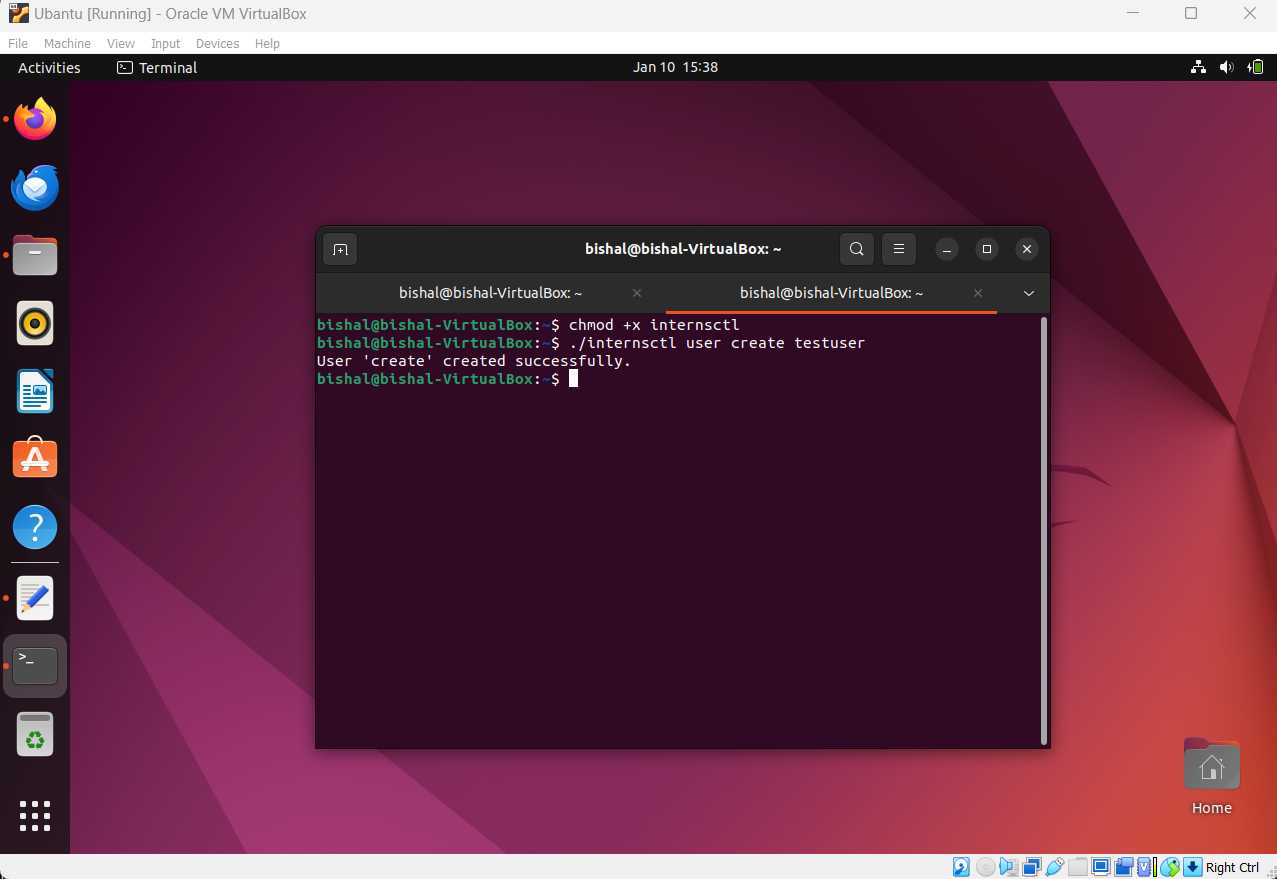 Ubantu [Running] - Oracle VM VirtualBox
File Machine View Input Devices Help
Activities Terminal Jan 10 15:38
bishal@bishal-VirtualBox: ~
bishal@bishal-VirtualBox: ~ bishal@bishal-VirtualBox: ~
bishal@bishal-VirtualBox:~$ chmod +x internsctl
bishal@bishal-VirtualBox:~$ ./internsctl user create testuser
User 'create' created successfully.
bishal@bishal-VirtualBox:~$
Home
Right Ctrl